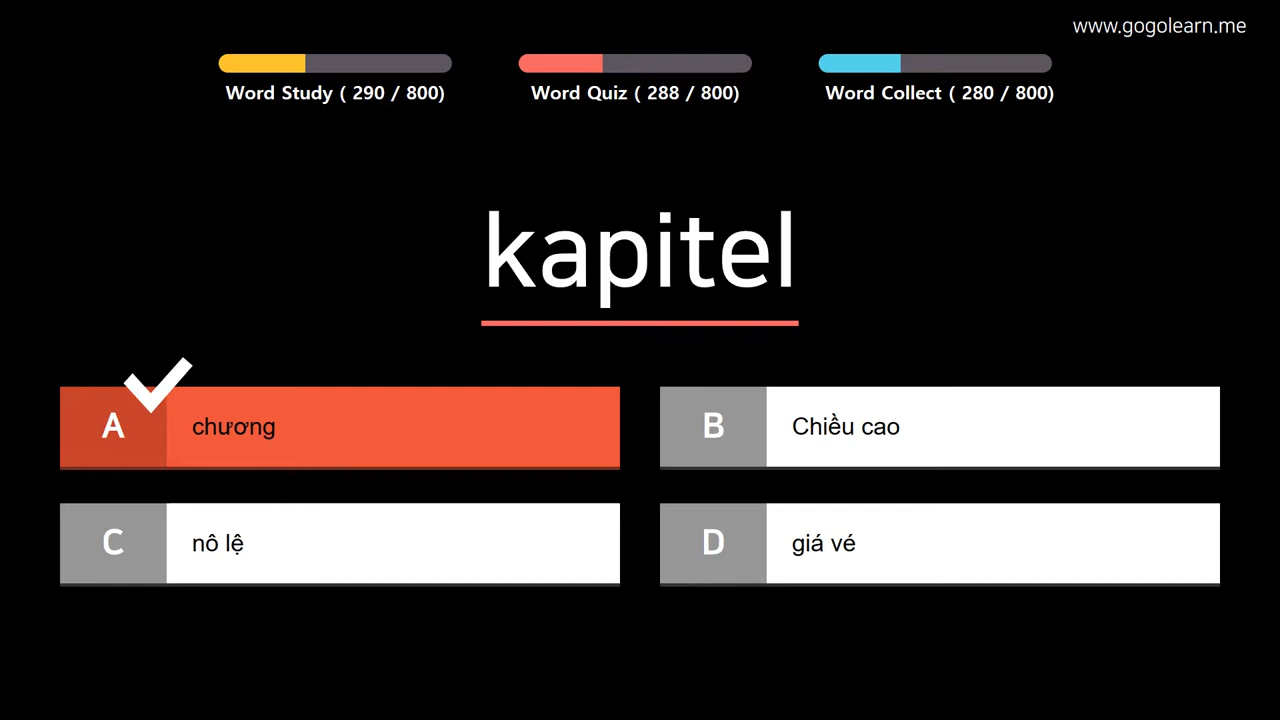 www.gogolearn.me
Word Study ( 290 / 800)
Word Quiz ( 288 / 800)
Word Collect ( 280 / 800)
kapitel
A chương
B Chiều cao
C nô lệ
D giá vé